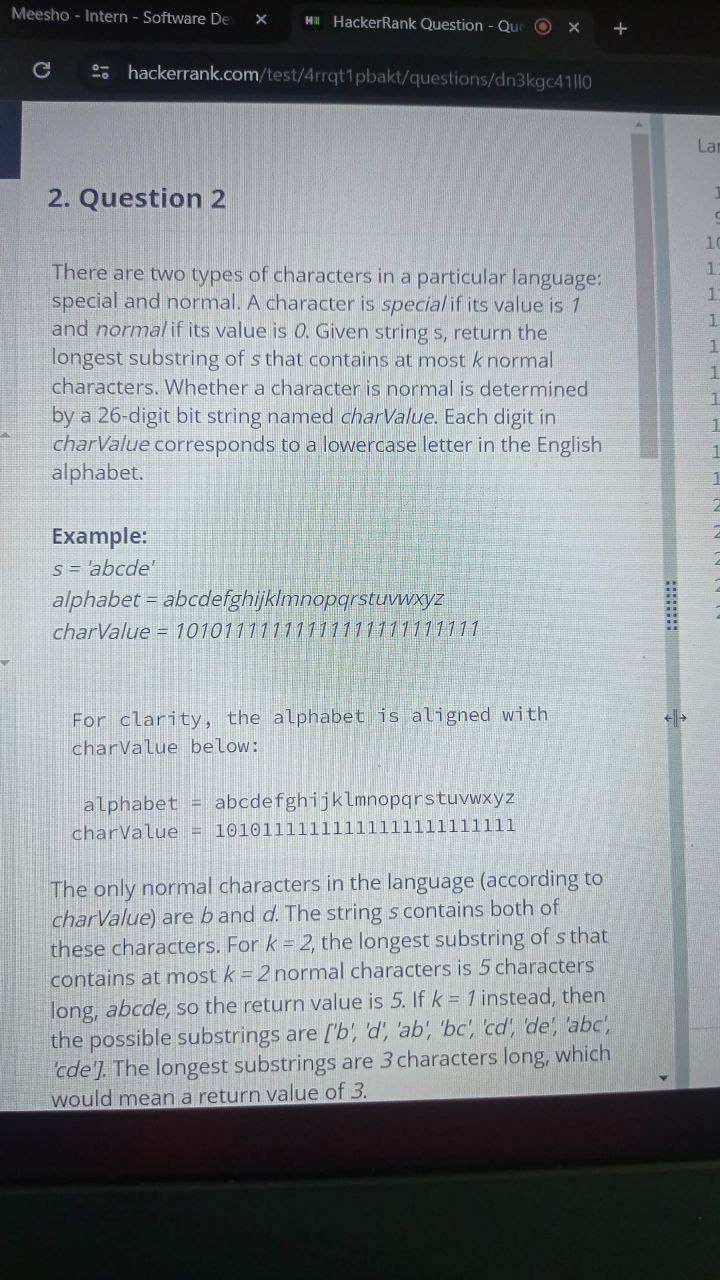 Meesho - Intern - Software De
HackerRank Question - Que
hackerrank.com/test/4rrqt1pbakt/questions/dn3kgc41ll0
2. Question 2
There are two types of characters in a particular language:
special and normal. A character is special if its value is 1
and normal if its value is 0. Given string s, return the
longest substring of s that contains at most k normal
characters. Whether a character is normal is determined
by a 26-digit bit string named charValue. Each digit in
charValue corresponds to a lowercase letter in the English
alphabet.
Example:
s = 'abcde'
alphabet = abcdefghijklmnopqrstuvwxyz
charValue = 10101111111111111111111111
For clarity, the alphabet is aligned with
charValue below:
alphabet = abcdefghijklmnopqrstuvwxyz
charValue = 10101111111111111111111111
The only normal characters in the language (according to
charValue) are b and d. The string s contains both of
these characters. For k = 2, the longest substring of s that
contains at most k = 2 normal characters is 5 characters
long, abcde, so the return value is 5. If k = 1 instead, then
the possible substrings are ['b', 'd', 'ab', 'bc', 'cd', 'de', 'abc',
'cde']. The longest substrings are 3 characters long, which
would mean a return value of 3.